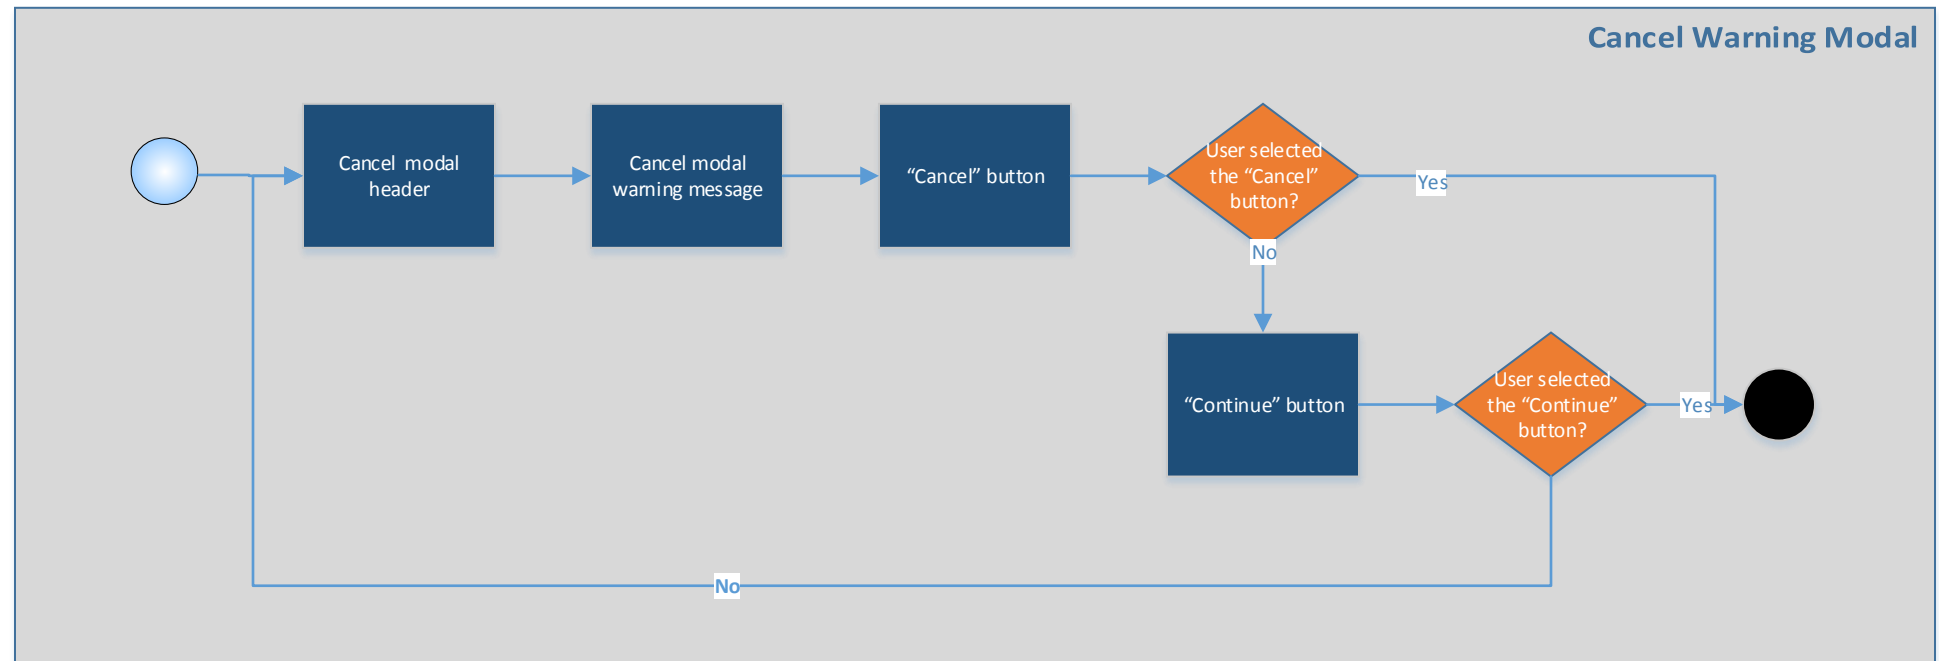 Cancel Warning Modal
Cancel modal
header
Cancel modal
warning message
“Cancel” button
User selected
the “Cancel”
button?
Yes
No
“Continue” button
User selected
the “Continue”
button?
Yes
No